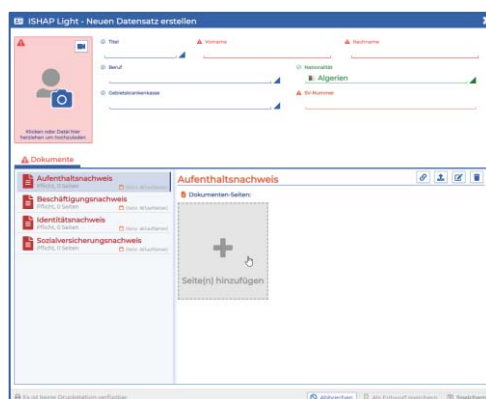 ISHAP Light - Neuen Datensatz erstellen
Titel
Vorname
Nachname
Beruf
Nationalität
Algerien
Gebietskrankenkasse
SV-Nummer
Klicken oder Datei hier
herziehen um hochzuladen
Dokumente
Aufenthaltsnachweis
Pflicht, 0 Seiten
Beschäftigungsnachweis
Pflicht, 0 Seiten
Identitätsnachweis
Pflicht, 0 Seiten
Sozialversicherungsnachweis
Pflicht, 0 Seiten
Aufenthaltsnachweis
Dokumenten-Seiten:
Seite(n) hinzufügen
Es ist keine Druckstation verfügbar
Abbrechen
Als Entwurf speichern
Speichern